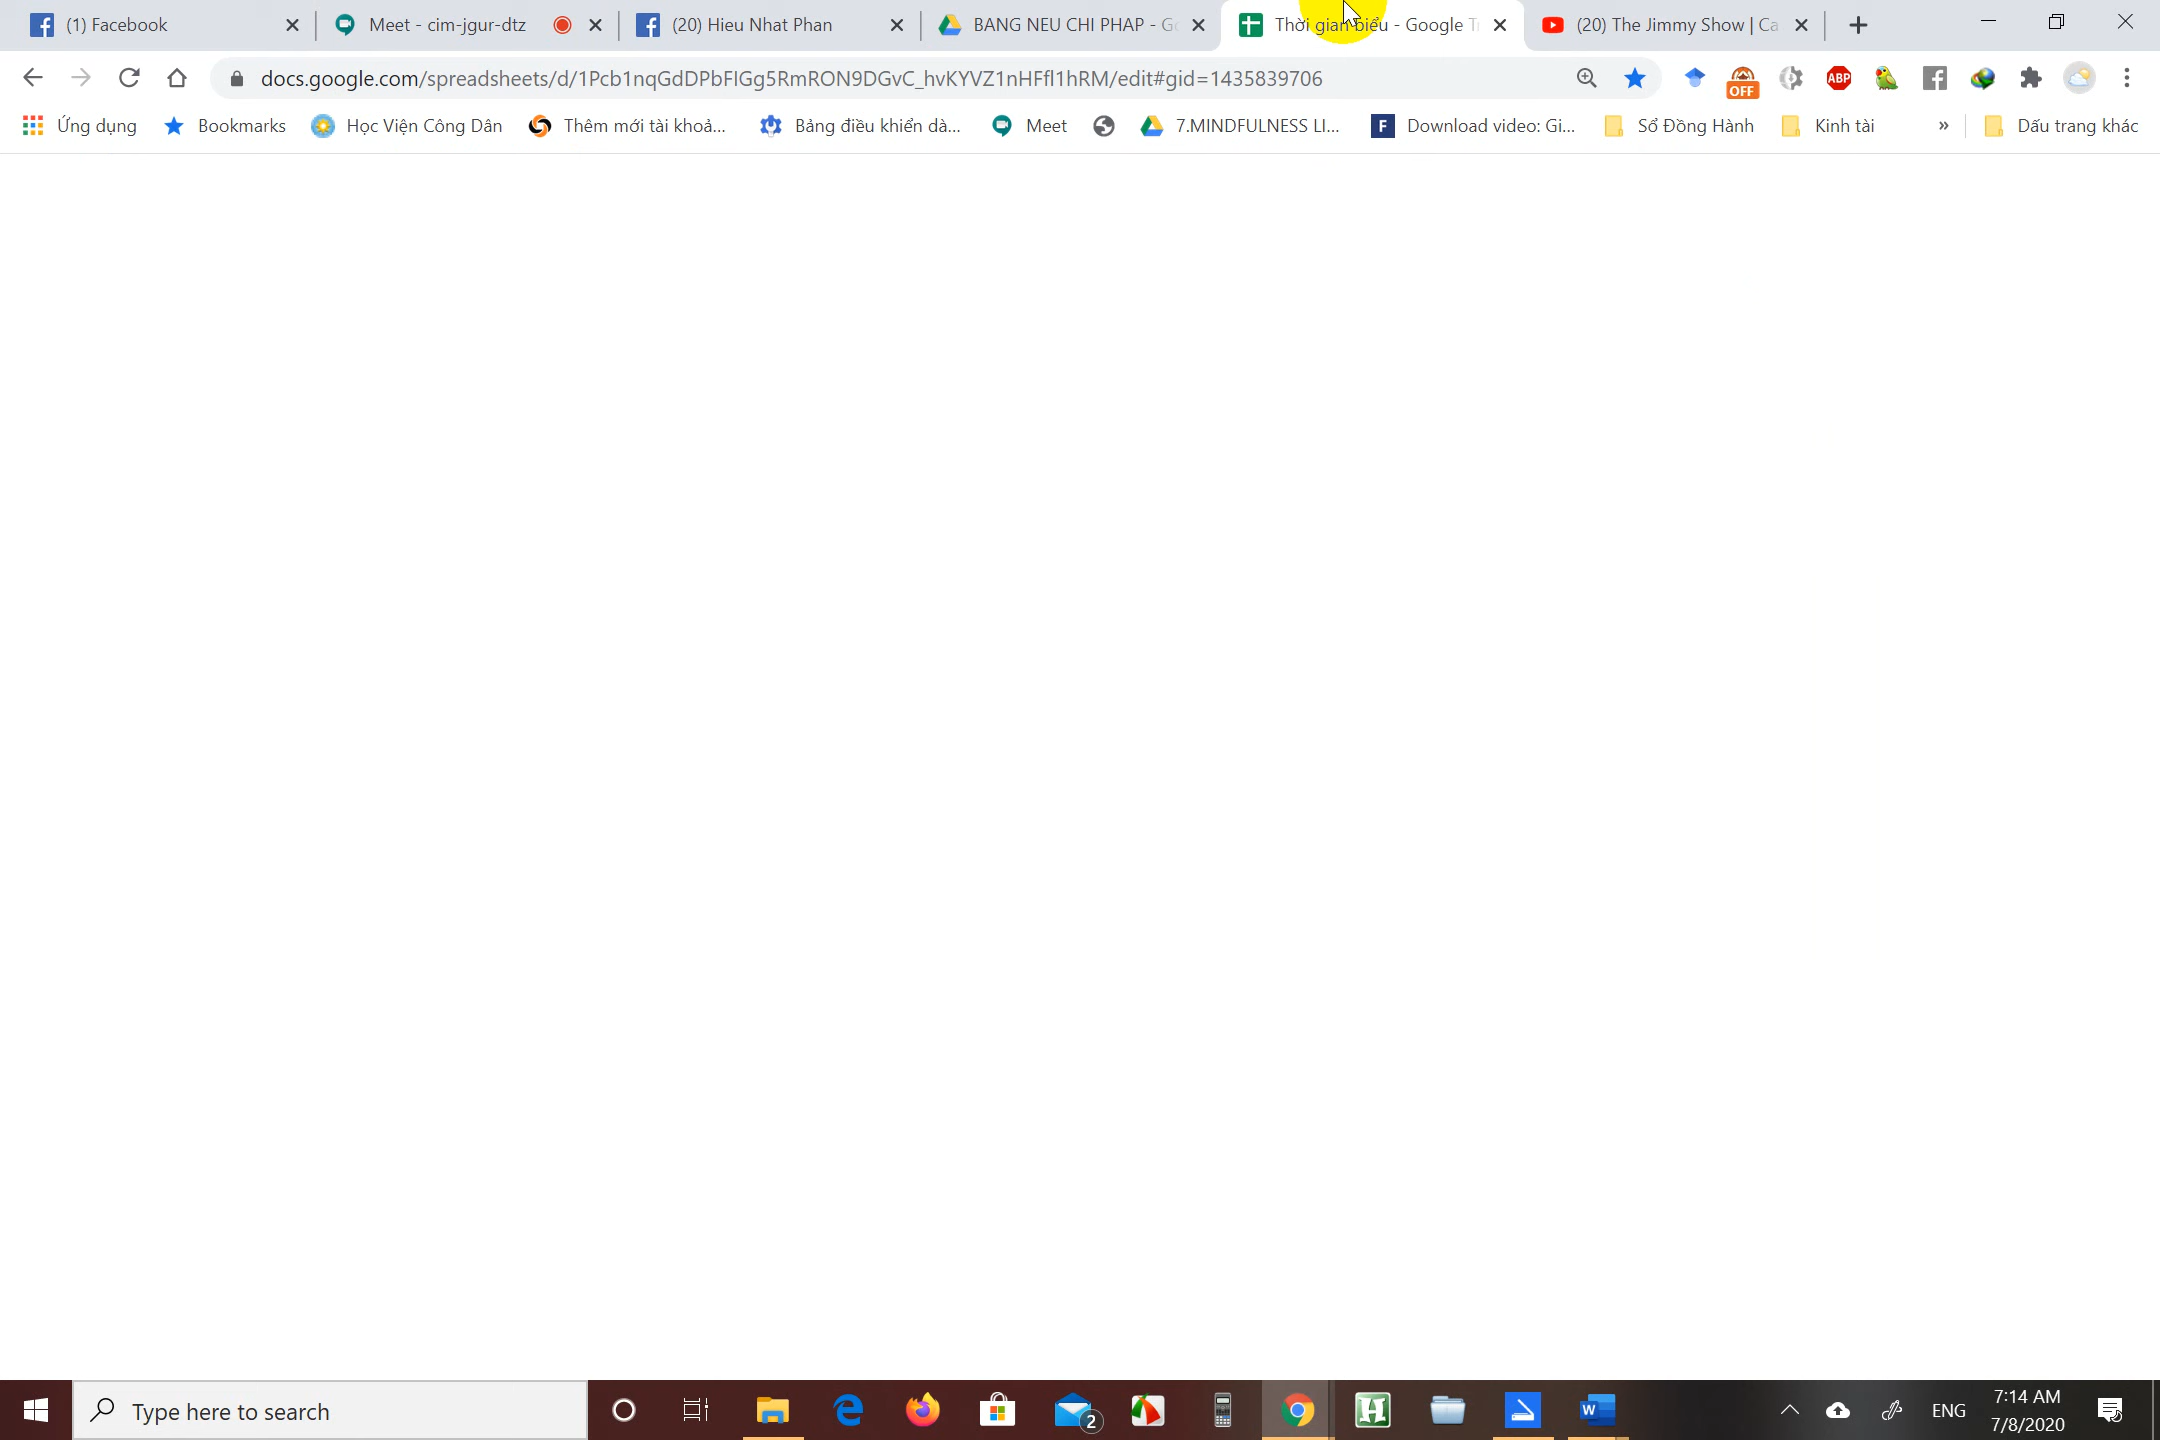 (1) Facebook
Meet - cim-jgur-dtz
(20) Hieu Nhat Phan
BANG NEU CHI PHAP - Go
Thời gian biểu - Google T
(20) The Jimmy Show | Ca
docs.google.com/spreadsheets/d/1Pcb1nqGdDPbFIGg5RmRON9DGvC_hvKYVZ1nHFfl1hRM/edit#gid=1435839706
OFF
ABP
Ứng dụng
Bookmarks
Học Viện Công Dân
Thêm mới tài khoả...
Bảng điều khiển dà...
Meet
7.MINDFULNESS LI...
F
Download video: Gi...
Sổ Đồng Hành
Kinh tài
»
Dấu trang khác
Type here to search
2
H
W
ENG
7:14 AM
7/8/2020